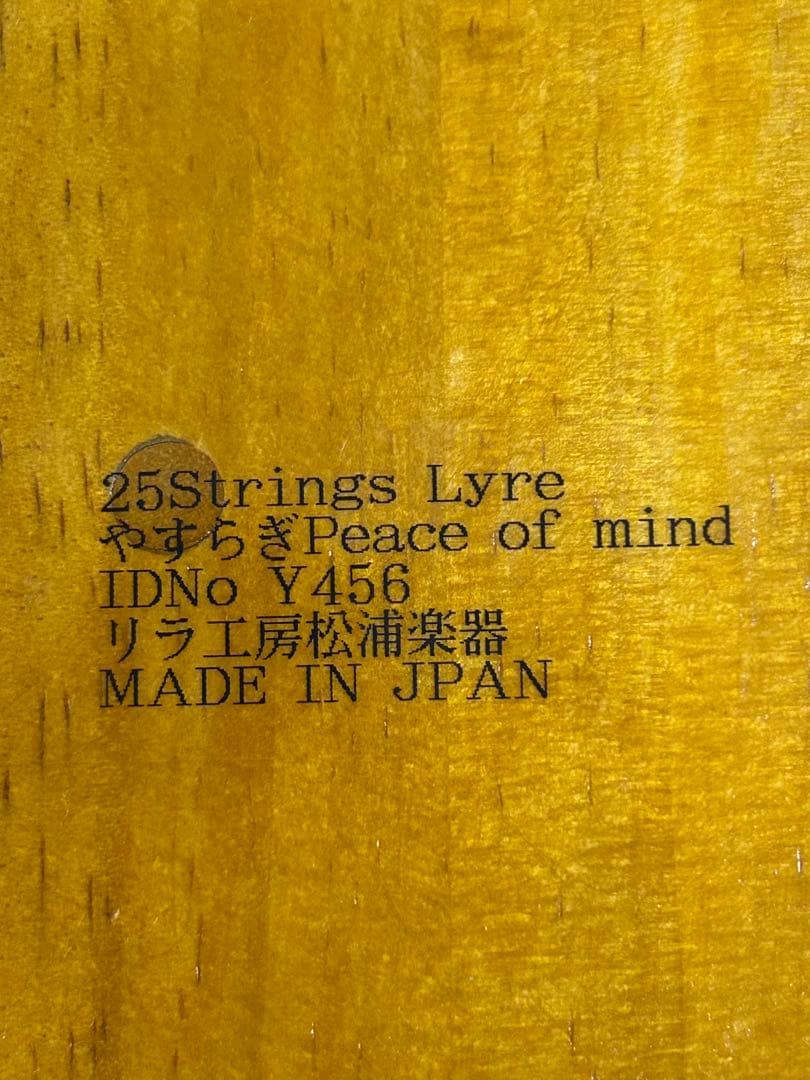 25Strings Lyre
やすらぎPeace of mind
IDNo Y456
リラ工房松浦楽器
MADE IN JPAN